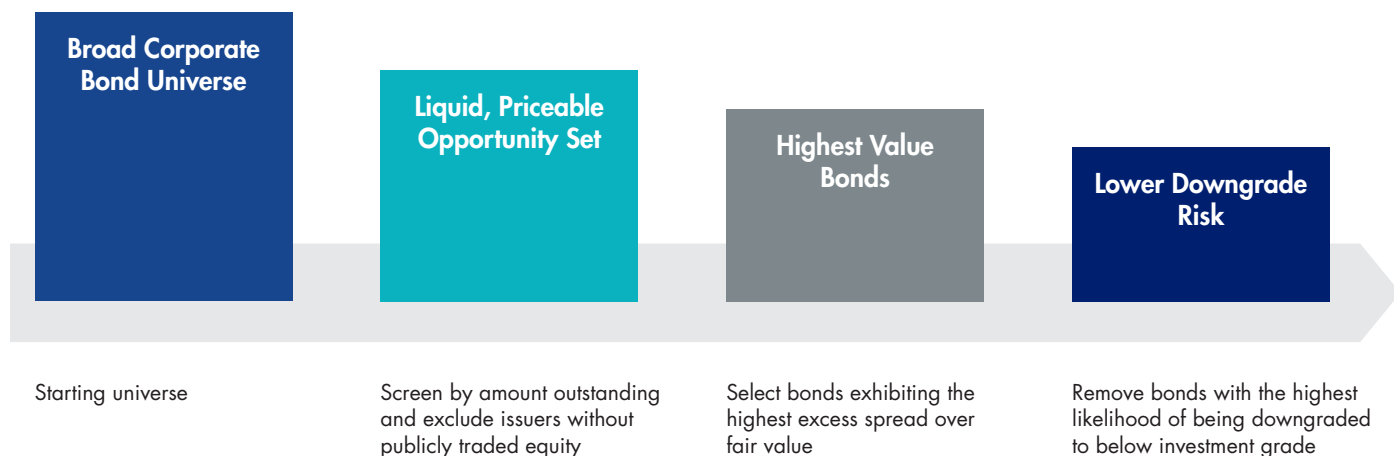 Broad Corporate
Bond Universe
Liquid, Priceable
Opportunity Set
Highest Value
Bonds
Lower Downgrade
Risk
Starting universe
Screen by amount outstanding
and exclude issuers without
publicly traded equity
Select bonds exhibiting the
highest excess spread over
fair value
Remove bonds with the highest
likelihood of being downgraded
to below investment grade